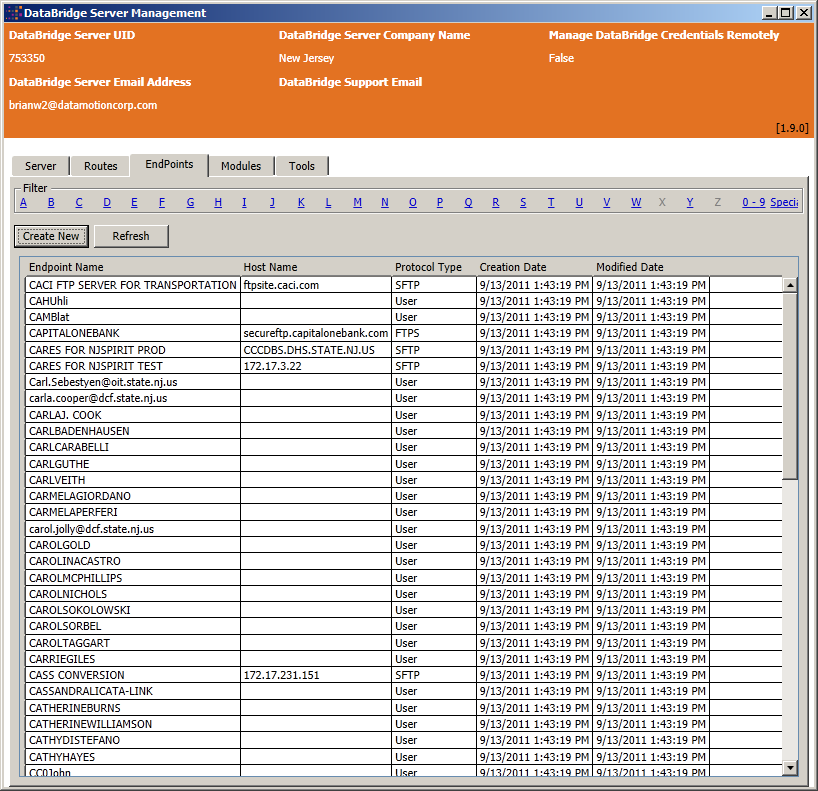 DataBridge Server Management
DataBridge Server UID DataBridge Server Company Name Manage DataBridge Credentials Remotely
753350 New Jersey False
DataBridge Server Email Address DataBridge Support Email
brianw2@datamotioncorp.com
[1.9.0]
Server Routes EndPoints Modules Tools
Filter
A B C D E F G H I J K L M N O P Q R S T U V W X Y Z 0 - 9 Specia
Create New Refresh
Endpoint Name Host Name Protocol Type Creation Date Modified Date
CACI FTP SERVER FOR TRANSPORTATION ftpsite.caci.com SFTP 9/13/2011 1:43:19 PM 9/13/2011 1:43:19 PM
CAHUhli User 9/13/2011 1:43:19 PM 9/13/2011 1:43:19 PM
CAMBlat User 9/13/2011 1:43:19 PM 9/13/2011 1:43:19 PM
CAPITALONEBANK secureftp.capitalonebank.com FTPS 9/13/2011 1:43:19 PM 9/13/2011 1:43:19 PM
CARES FOR NJSPIRIT PROD CCCDBS.DHS.STATE.NJ.US SFTP 9/13/2011 1:43:19 PM 9/13/2011 1:43:19 PM
CARES FOR NJSPIRIT TEST 172.17.3.22 SFTP 9/13/2011 1:43:19 PM 9/13/2011 1:43:19 PM
Carl.Sebestyen@oit.state.nj.us User 9/13/2011 1:43:19 PM 9/13/2011 1:43:19 PM
carla.cooper@dcf.state.nj.us User 9/13/2011 1:43:19 PM 9/13/2011 1:43:19 PM
CARLAJ. COOK User 9/13/2011 1:43:19 PM 9/13/2011 1:43:19 PM
CARLBADENHAUSEN User 9/13/2011 1:43:19 PM 9/13/2011 1:43:19 PM
CARLCARABELLI User 9/13/2011 1:43:19 PM 9/13/2011 1:43:19 PM
CARLGUTHE User 9/13/2011 1:43:19 PM 9/13/2011 1:43:19 PM
CARLVEITH User 9/13/2011 1:43:19 PM 9/13/2011 1:43:19 PM
CARMELAGIORDANO User 9/13/2011 1:43:19 PM 9/13/2011 1:43:19 PM
CARMELAPERFERI User 9/13/2011 1:43:19 PM 9/13/2011 1:43:19 PM
carol.jolly@dcf.state.nj.us User 9/13/2011 1:43:19 PM 9/13/2011 1:43:19 PM
CAROLGOLD User 9/13/2011 1:43:19 PM 9/13/2011 1:43:19 PM
CAROLINACASTRO User 9/13/2011 1:43:19 PM 9/13/2011 1:43:19 PM
CAROLMCPHILLIPS User 9/13/2011 1:43:19 PM 9/13/2011 1:43:19 PM
CAROLNICHOLS User 9/13/2011 1:43:19 PM 9/13/2011 1:43:19 PM
CAROLSOKOLOWSKI User 9/13/2011 1:43:19 PM 9/13/2011 1:43:19 PM
CAROLSORBEL User 9/13/2011 1:43:19 PM 9/13/2011 1:43:19 PM
CAROLTAGGART User 9/13/2011 1:43:19 PM 9/13/2011 1:43:19 PM
CARRIEGILES User 9/13/2011 1:43:19 PM 9/13/2011 1:43:19 PM
CASS CONVERSION 172.17.231.151 SFTP 9/13/2011 1:43:19 PM 9/13/2011 1:43:19 PM
CASSANDRALICATA-LINK User 9/13/2011 1:43:19 PM 9/13/2011 1:43:19 PM
CATHERINEBURNS User 9/13/2011 1:43:19 PM 9/13/2011 1:43:19 PM
CATHERINEWILLIAMSON User 9/13/2011 1:43:19 PM 9/13/2011 1:43:19 PM
CATHYDISTEFANO User 9/13/2011 1:43:19 PM 9/13/2011 1:43:19 PM
CATHYHAYES User 9/13/2011 1:43:19 PM 9/13/2011 1:43:19 PM
CC0John User 9/13/2011 1:43:19 PM 9/13/2011 1:43:19 PM